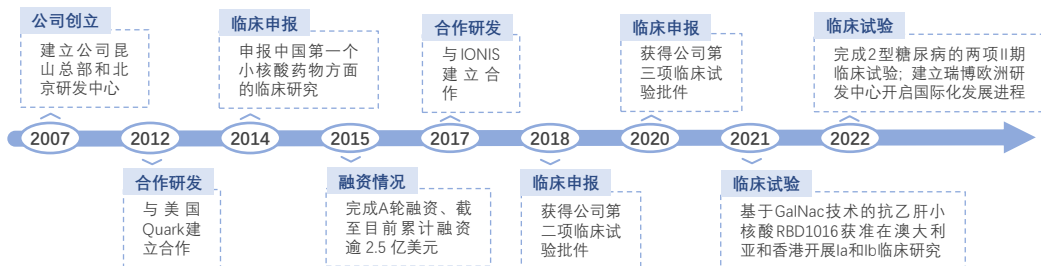 公司创立
建立公司昆
山总部和北
京研发中心
临床申报
申报中国第一个
小核酸药物方面
的临床研究
合作研发
与IONIS
建立合
作
临床申报
获得公司第
三项临床试
验批件
临床试验
完成2型糖尿病的两项II期
临床试验; 建立瑞博欧洲研
发中心开启国际化发展进程
2007 2012 2014 2015 2017 2018 2020 2021 2022
合作研发
与美国
Quark建
立合作
融资情况
完成A轮融资、截
至目前累计融资
逾 2.5 亿美元
临床申报
获得公司第
二项临床试
验批件
临床试验
基于GalNac技术的抗乙肝小
核酸RBD1016获准在澳大利
亚和香港开展Ia和Ib临床研究